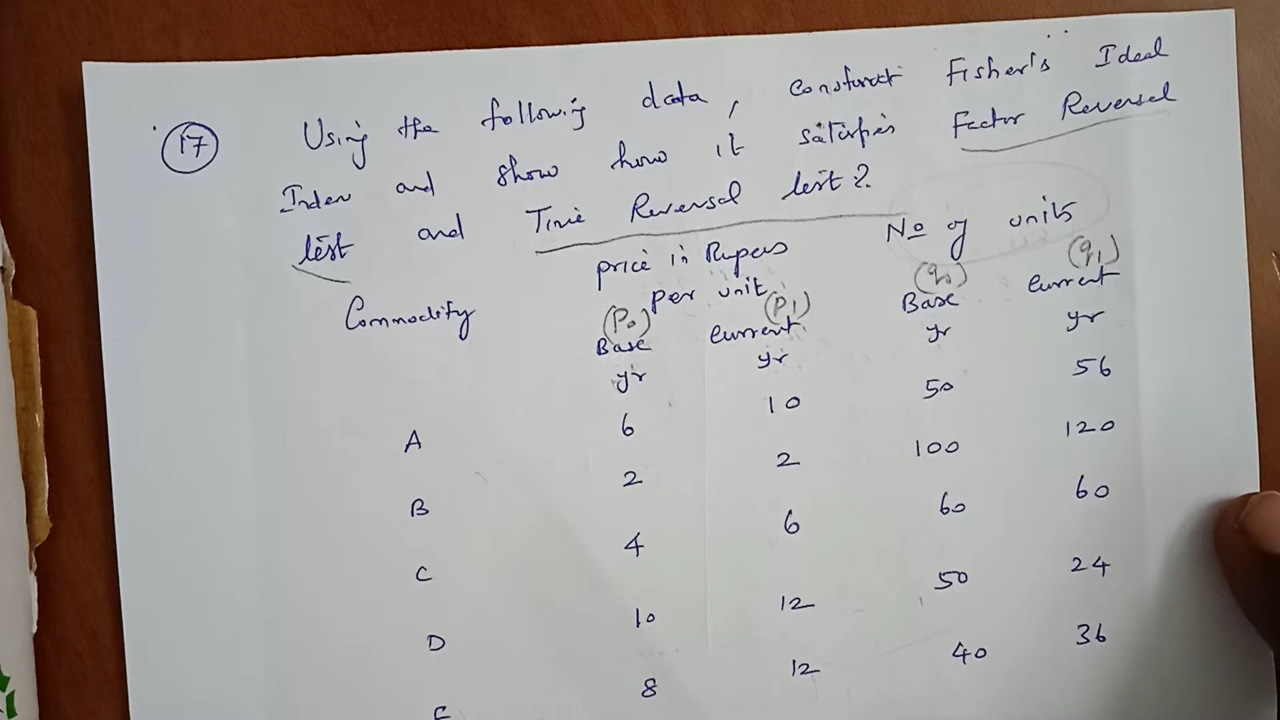 17 Using the following data, construct Fisher's Ideal
Index and show how it satisfies Factor Reversal
test and Time Reversal test?
Commodity price in Rupees per unit No of units
(P0) Base yr (P1) Current yr (q0) Base yr (q1) Current yr
A 6 10 50 56
B 2 2 100 120
C 4 6 60 60
D 10 12 50 24
E 8 12 40 36